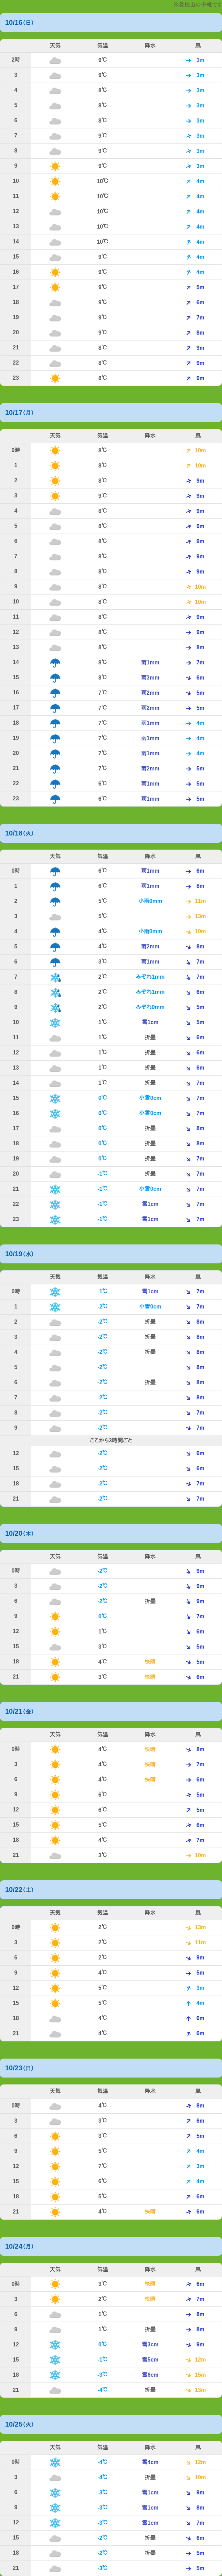 の予報です
10/16(日)
天気 気温 降水 風
2時 9℃ 3m
3 9℃ 3m
4 8℃ 3m
5 8℃ 3m
6 8℃ 3m
7 9℃ 3m
8 9℃ 3m
9 9℃ 3m
10 10℃ 4m
11 10℃ 4m
12 10℃ 4m
13 10℃ 4m
14 10℃ 4m
15 9℃ 4m
16 9℃ 4m
17 9℃ 5m
18 9℃ 6m
19 9℃ 7m
20 9℃ 8m
21 8℃ 9m
22 8℃ 9m
23 8℃ 9m
10/17(月)
天気 気温 降水 風
0時 8℃ 10m
1 8℃ 10m
2 8℃ 9m
3 8℃ 9m
4 8℃ 9m
5 8℃ 9m
6 8℃ 9m
7 8℃ 9m
8 8℃ 9m
9 8℃ 10m
10 8℃ 10m
11 8℃ 9m
12 8℃ 9m
13 8℃ 8m
14 8℃ 雨1mm 7m
15 8℃ 雨3mm 6m
16 7℃ 雨2mm 5m
17 7℃ 雨2mm 5m
18 7℃ 雨1mm 4m
19 7℃ 雨1mm 4m
20 7℃ 雨1mm 4m
21 7℃ 雨2mm 5m
22 6℃ 雨1mm 5m
23 6℃ 雨1mm 5m
10/18(火)
天気 気温 降水 風
0時 6℃ 雨1mm 6m
1 6℃ 雨1mm 8m
2 5℃ 小雨0mm 11m
3 5℃ 12m
4 4℃ 小雨0mm 10m
5 4℃ 雨2mm 8m
6 3℃ 雨1mm 7m
7 2℃ みぞれ1mm 7m
8 2℃ みぞれ1mm 6m
9 2℃ みぞれ0mm 5m
10 1℃ 雪1cm 5m
11 1℃ 折曇 6m
12 1℃ 折曇 6m
13 1℃ 折曇 6m
14 1℃ 折曇 7m
15 0℃ 小雪0cm 7m
16 0℃ 小雪0cm 7m
17 0℃ 折曇 8m
18 0℃ 折曇 8m
19 0℃ 折曇 8m
20 -1℃ 折曇 7m
21 -1℃ 小雪0cm 7m
22 -1℃ 雪1cm 7m
23 -1℃ 雪1cm 7m
10/19(水)
天気 気温 降水 風
0時 -1℃ 雪1cm 7m
1 -2℃ 小雪0cm 7m
2 -2℃ 折曇 8m
3 -2℃ 折曇 8m
4 -2℃ 折曇 8m
5 -2℃ 8m
6 -2℃ 折曇 8m
7 -2℃ 8m
8 -2℃ 7m
9 -2℃ 7m
ここから3時間ごと
12 -2℃ 6m
15 -2℃ 6m
18 -2℃ 7m
21 -2℃ 7m
10/20(木)
天気 気温 降水 風
0時 -2℃ 9m
3 -2℃ 9m
6 -2℃ 折曇 9m
9 0℃ 7m
12 1℃ 6m
15 3℃ 5m
18 4℃ 快晴 5m
21 3℃ 快晴 6m
10/21(金)
天気 気温 降水 風
0時 4℃ 快晴 8m
3 4℃ 快晴 7m
6 4℃ 快晴 6m
9 6℃ 5m
12 6℃ 5m
15 5℃ 6m
18 4℃ 7m
21 3℃ 10m
10/22(土)
天気 気温 降水 風
0時 2℃ 12m
3 2℃ 11m
6 2℃ 9m
9 4℃ 5m
12 5℃ 3m
15 5℃ 4m
18 4℃ 6m
21 4℃ 6m
10/23(日)
天気 気温 降水 風
0時 4℃ 8m
3 3℃ 6m
6 3℃ 5m
9 5℃ 4m
12 7℃ 3m
15 6℃ 4m
18 5℃ 6m
21 4℃ 快晴 6m
10/24(月)
天気 気温 降水 風
0時 3℃ 快晴 6m
3 2℃ 快晴 7m
6 1℃ 8m
9 1℃ 折曇 8m
12 0℃ 雪3cm 9m
15 -1℃ 雪5cm 12m
18 -3℃ 雪6cm 15m
21 -4℃ 折曇 13m
10/25(火)
天気 気温 降水 風
0時 -4℃ 雪4cm 12m
3 -4℃ 折曇 10m
6 -3℃ 雪1cm 9m
9 -3℃ 雪1cm 8m
12 -3℃ 雪1cm 7m
15 -2℃ 折曇 6m
18 -2℃ 折曇 5m
21 -3℃ 5m